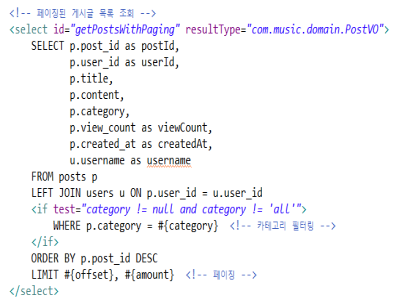 <!-- 페이징된 게시글 목록 조회 -->
<select id="getPostsWithPaging" resultType="com.music.domain.PostVO">
SELECT p.post_id as postId,
p.user_id as userId,
p.title,
p.content,
p.category,
p.view_count as viewCount,
p.created_at as createdAt,
u.username as username
FROM posts p
LEFT JOIN users u ON p.user_id = u.user_id
<if test="category != null and category != 'all'">
WHERE p.category = #{category} <!-- 카테고리 필터링 -->
</if>
ORDER BY p.post_id DESC
LIMIT #{offset}, #{amount} <!-- 페이징 -->
</select>